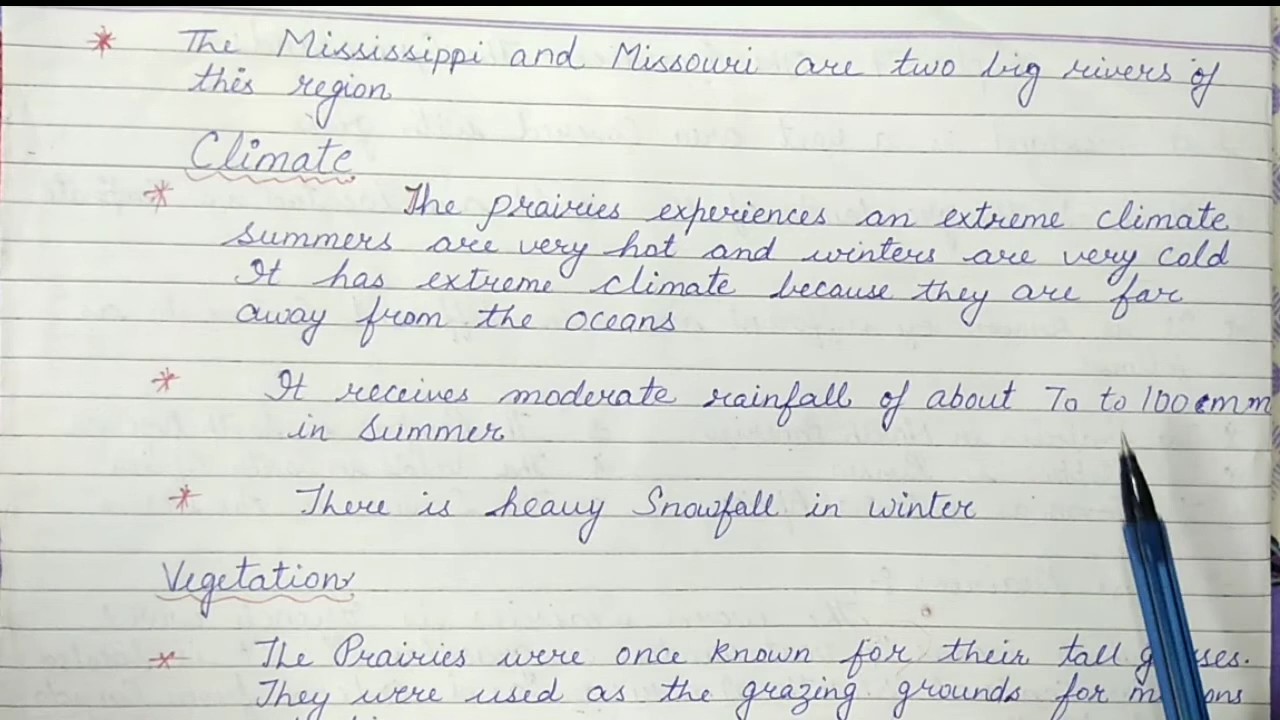 * The Mississippi and Missouri are two big rivers of
this region
Climate
* The prairies experiences an extreme climate
summers are very hot and winters are very cold
It has extreme climate because they are far
away from the oceans
* It receives moderate rainfall of about 70 to 100 mm
in summer
* There is heavy Snowfall in winter
Vegetation
* The Prairies were once known for their tall
They were used as the grazing grounds for